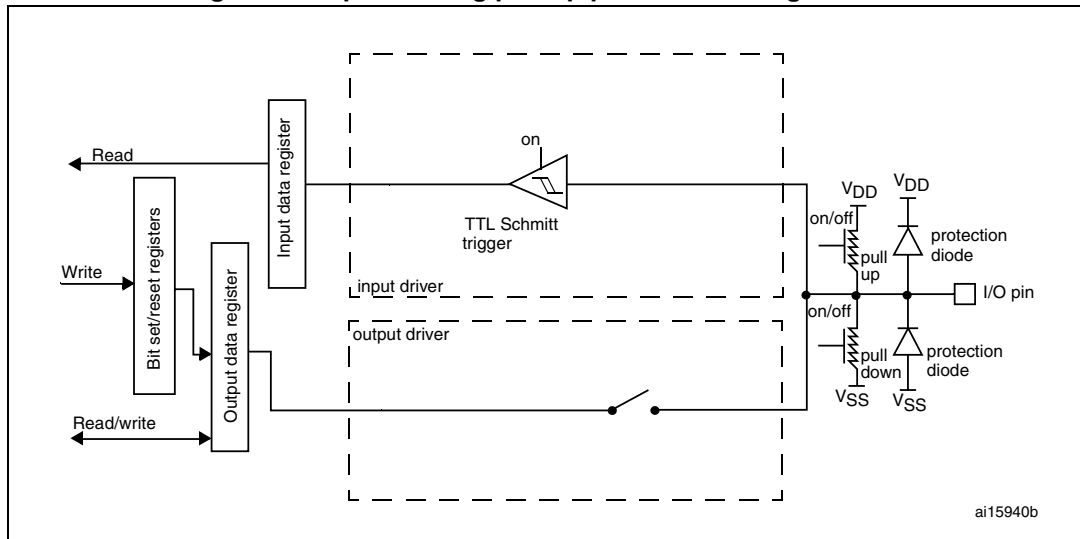 on
Read
Input data register
TTL Schmitt
trigger
input driver
Write
Bit set/reset registers
Output data register
Read/write
output driver
VDD
VDD
on/off
pull
up
protection
diode
I/O pin
on/off
pull
down
protection
diode
VSS
VSS
ai15940b